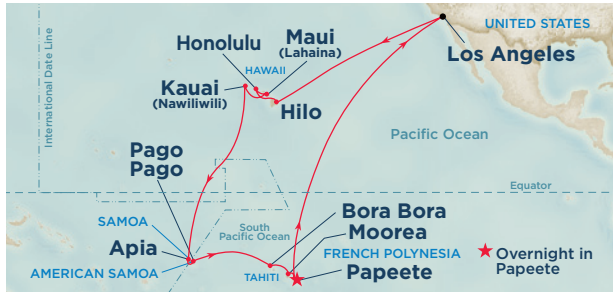 International Date Line
UNITED STATES
Los Angeles
Honolulu
Maui
(Lahaina)
HAWAII
Kauai
(Nawiliwili)
Hilo
Pacific Ocean
Equator
Pago
Pago
SAMOA
Apia
AMERICAN SAMOA
South
Pacific Ocean
Bora Bora
Moorea
FRENCH POLYNESIA
TAHITI
Papeete
Overnight in
Papeete